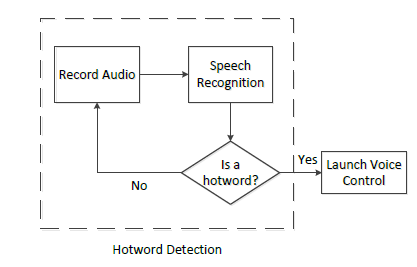 Record Audio
Speech
Recognition
Is a
hotword?
Yes
Launch Voice
Control
No
Hotword Detection